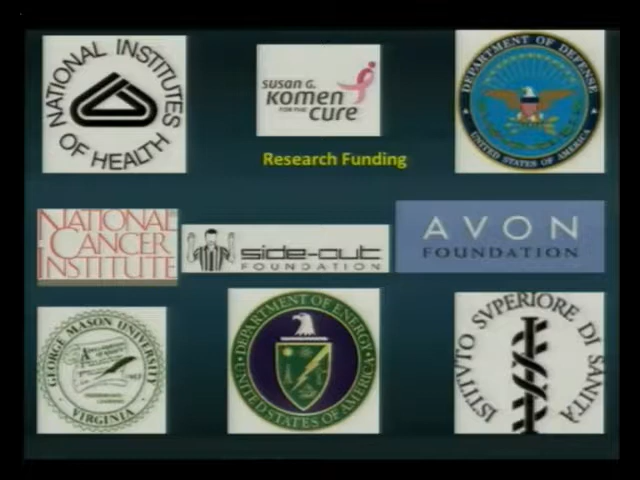 NATIONAL INSTITUTES
OF HEALTH
SUSAN G.
Komen
FOR THE
cure
DEPARTMENT OF DEFENSE
UNITED STATES OF AMERICA
Research Funding
NATIONAL
CANCER
INSTITUTE
side-out
FOUNDATION
AVON
FOUNDATION
GEORGE MASON UNIVERSITY
VIRGINIA
DEPARTMENT OF ENERGY
UNITED STATES OF AMERICA
ISTITVTO SVPERIORE DI SANITÀ